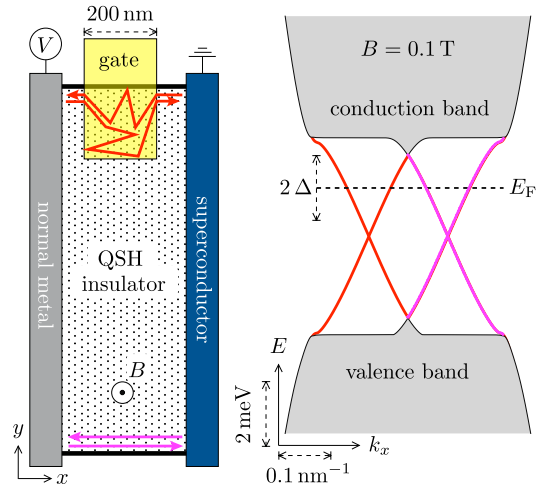 200 nm
V
gate
normal metal
superconductor
QSH
insulator
B
y
x
B = 0.1 T
conduction band
2 Δ
E_F
E
valence band
2 meV
k_x
0.1 nm⁻¹